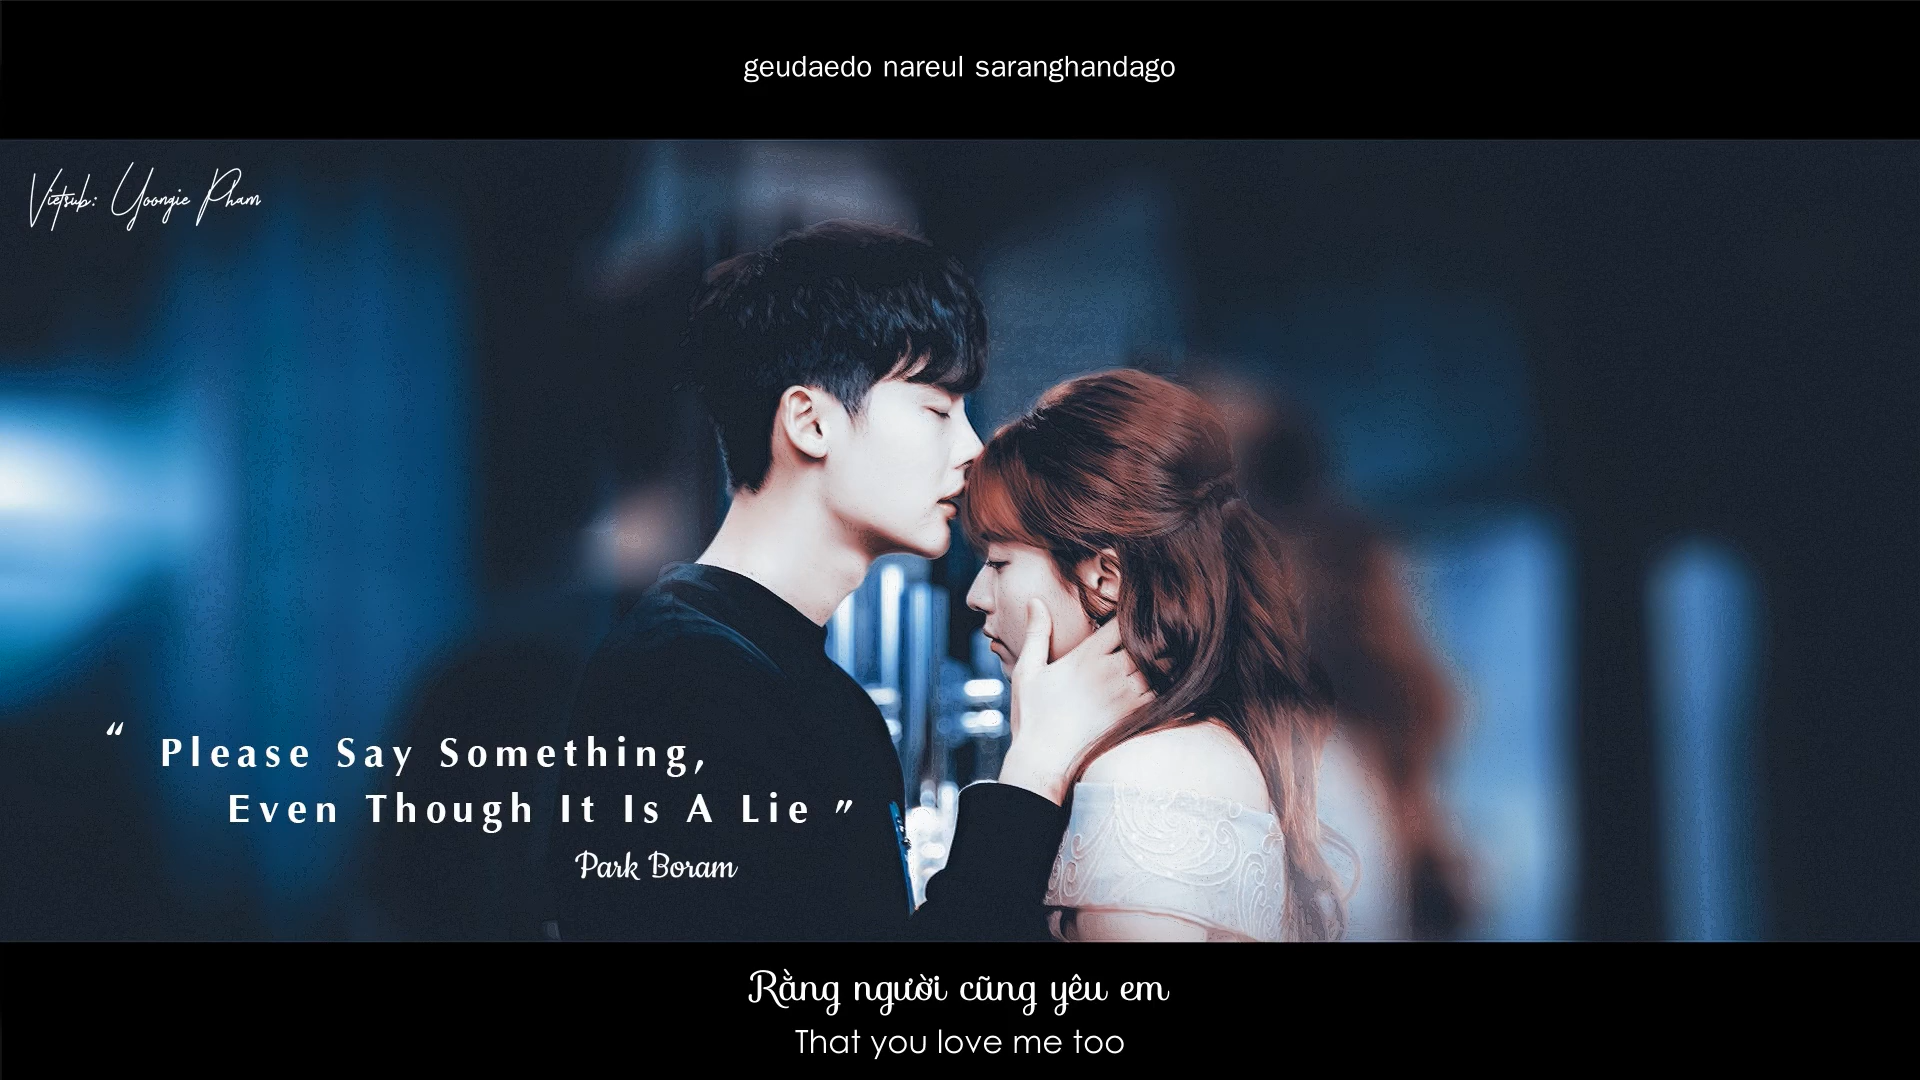 geudaedo nareul saranghandago
Vietsub: Yoongie Pham
“ Please Say Something,
Even Though It Is A Lie ”
Park Boram
Rằng người cũng yêu em
That you love me too